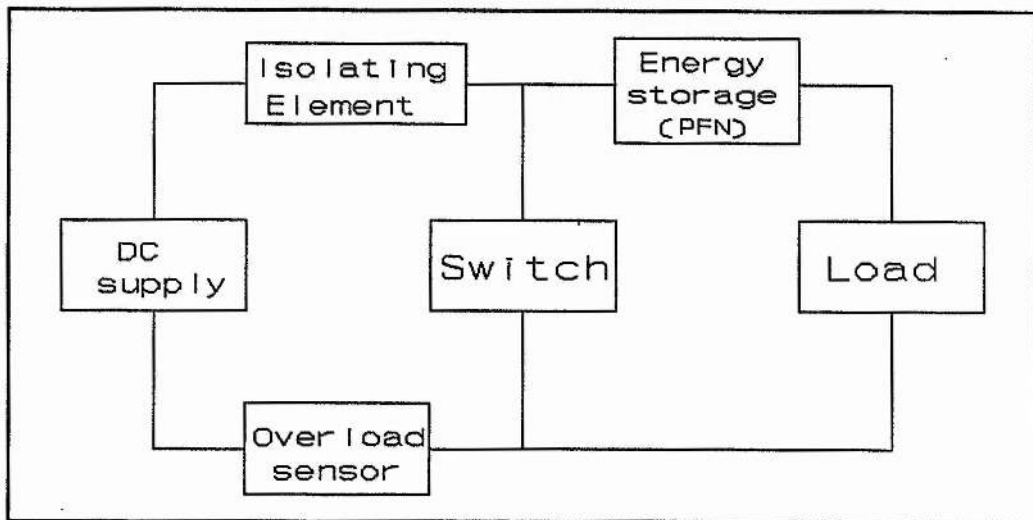 Isolating
Element
Energy
storage
(PFN)
DC
supply
Switch
Load
Overload
sensor